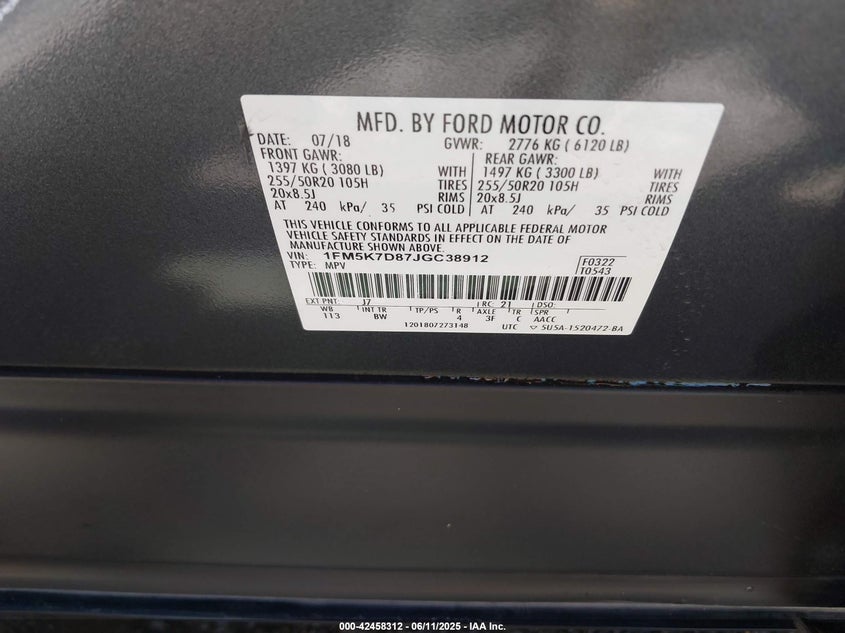 MFD. BY FORD MOTOR CO.
DATE: 07/18 GVWR: 2776 KG ( 6120 LB)
FRONT GAWR: REAR GAWR:
1397 KG ( 3080 LB) WITH 1497 KG ( 3300 LB) WITH
255/50R20 105H TIRES 255/50R20 105H TIRES
20x8.5J RIMS 20x8.5J RIMS
AT 240 kPa/ 35 PSI COLD AT 240 kPa/ 35 PSI COLD
THIS VEHICLE CONFORMS TO ALL APPLICABLE FEDERAL MOTOR
VEHICLE SAFETY STANDARDS IN EFFECT ON THE DATE OF
MANUFACTURE SHOWN ABOVE.
VIN: 1FM5K7D87JGC38912 F0322
TYPE: MPV T0543
EXT PNT: J7 RC: 21 DSO:
WB INT TR TP/PS R AXLE TR SPR
113 BW 4 3F C AACC
1201807273148 UTC ▽ 5U5A-1520472-BA
000-42458312 / 06/11/2025 / IAA Inc.